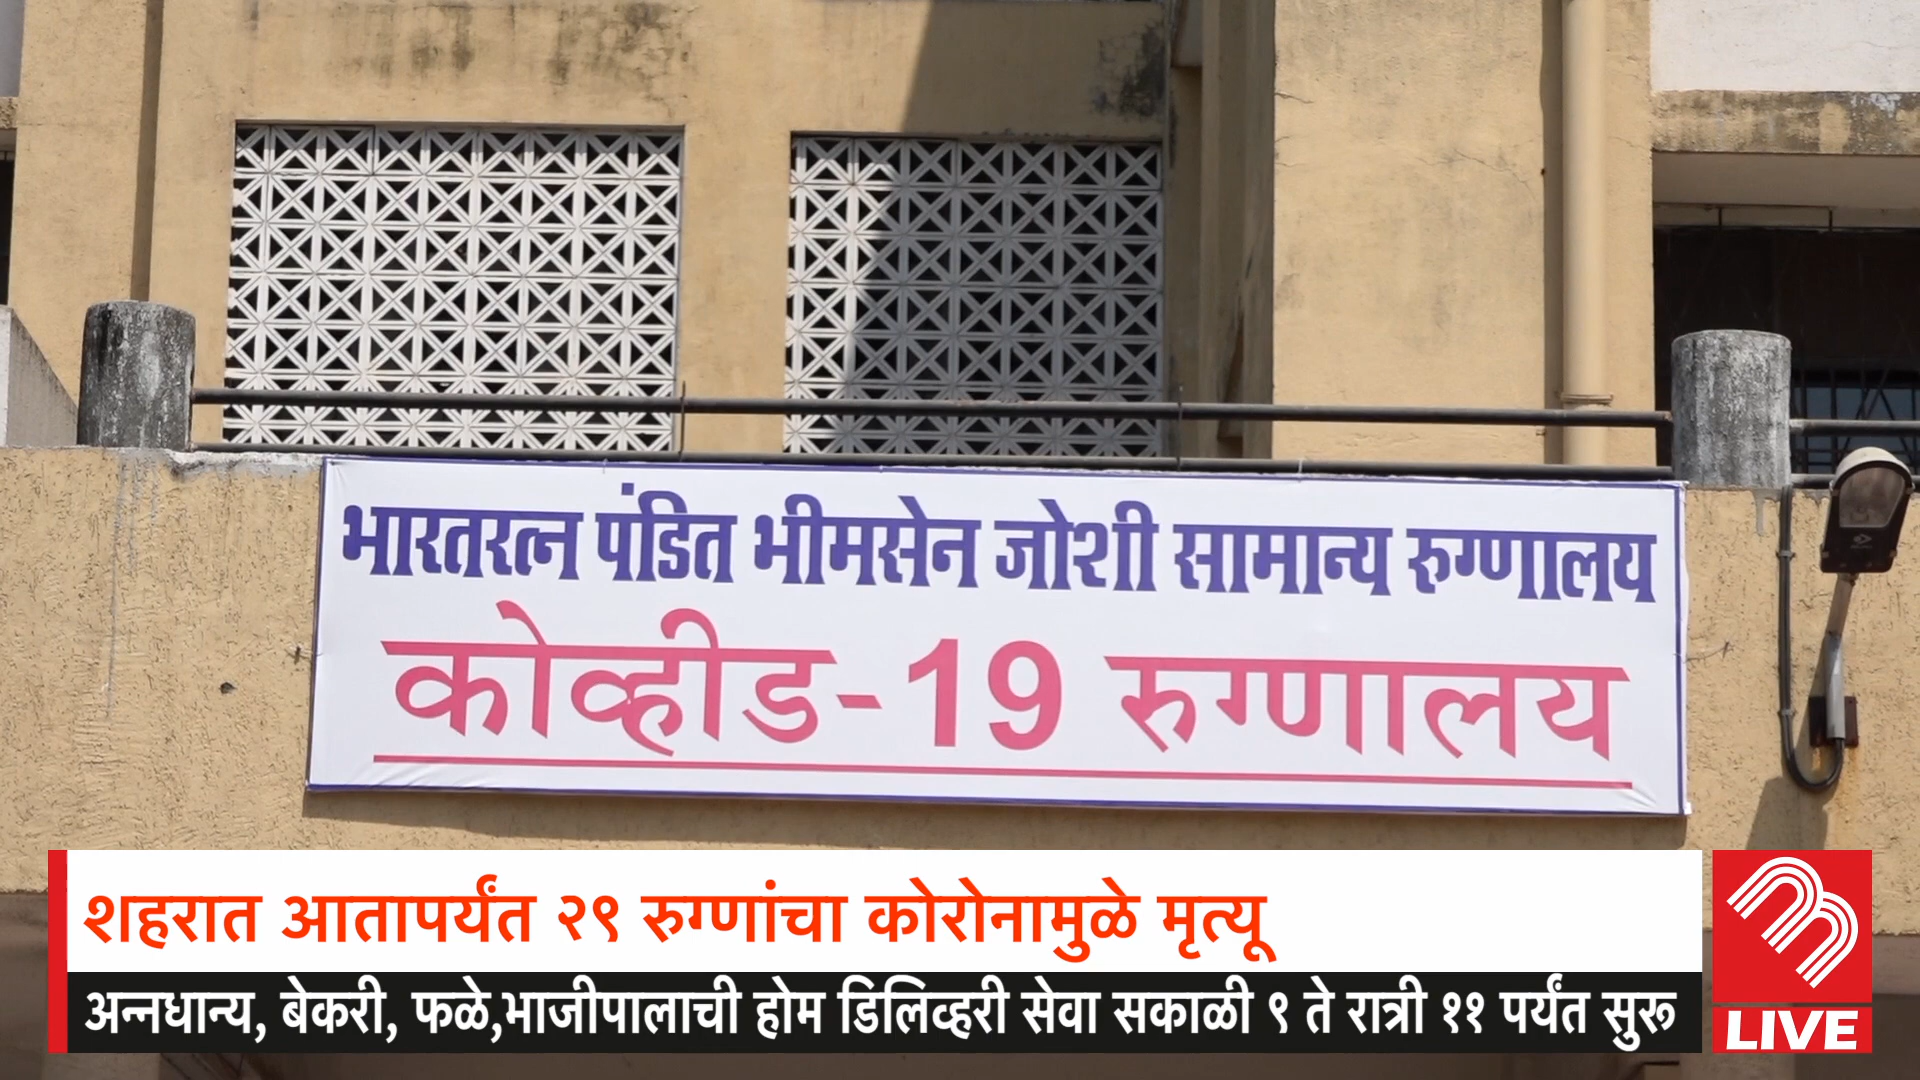 भारतरत्न पंडित भीमसेन जोशी सामान्य रुग्णालय
कोव्हीड-19 रुग्णालय
शहरात आतापर्यंत २९ रुग्णांचा कोरोनामुळे मृत्यू
अन्नधान्य, बेकरी, फळे,भाजीपालाची होम डिलिव्हरी सेवा सकाळी ९ ते रात्री ११ पर्यंत सुरू
LIVE